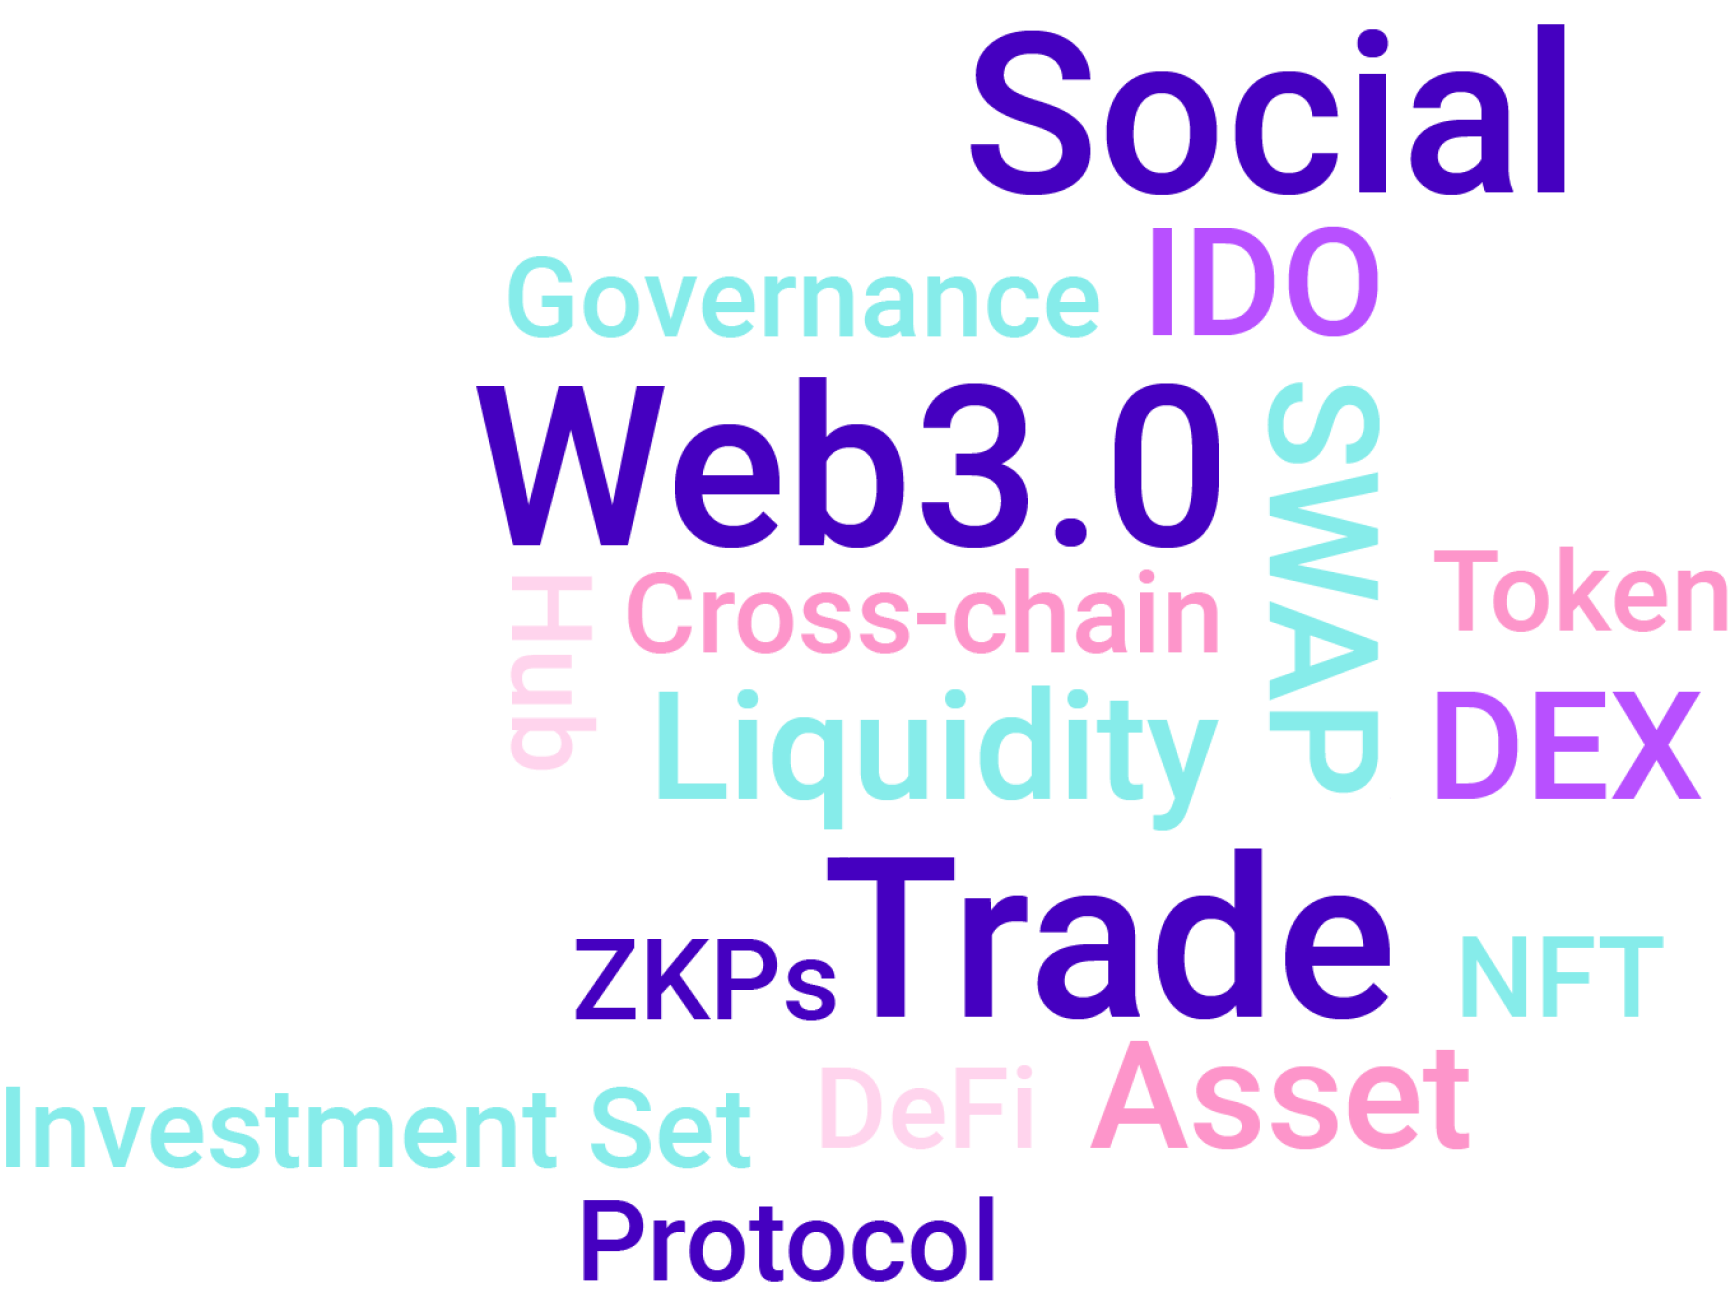 Social
Governance
IDO
Web3.0
SWAP
Hub
Cross-chain
Token
Liquidity
DEX
Trade
ZKPs
NFT
Investment Set
DeFi
Asset
Protocol